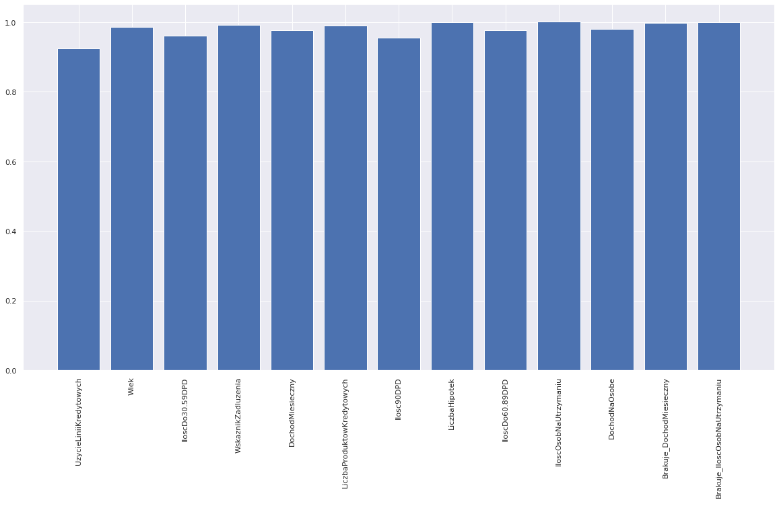 1.0
0.8
0.6
0.4
0.2
0.0
UzycieLiniiKredytowych
Wiek
IloscDo30.59DPD
WskaznikZadluzenia
DochodMiesieczny
LiczbaProduktowKredytowych
Ilosc90DPD
LiczbaHipotek
IloscDo60.89DPD
IloscOsobNaUtrzymaniu
DochodNaOsobe
Brakuje_DochodMiesieczny
Brakuje_IloscOsobNaUtrzymaniu